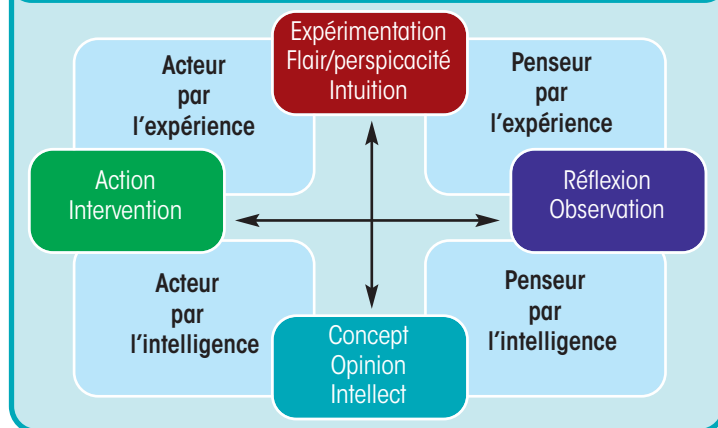 Expérimentation
Flair/perspicacité
Intuition
Acteur
par
l'expérience
Penseur
par
l'expérience
Action
Intervention
Réflexion
Observation
Acteur
par
l'intelligence
Penseur
par
l'intelligence
Concept
Opinion
Intellect